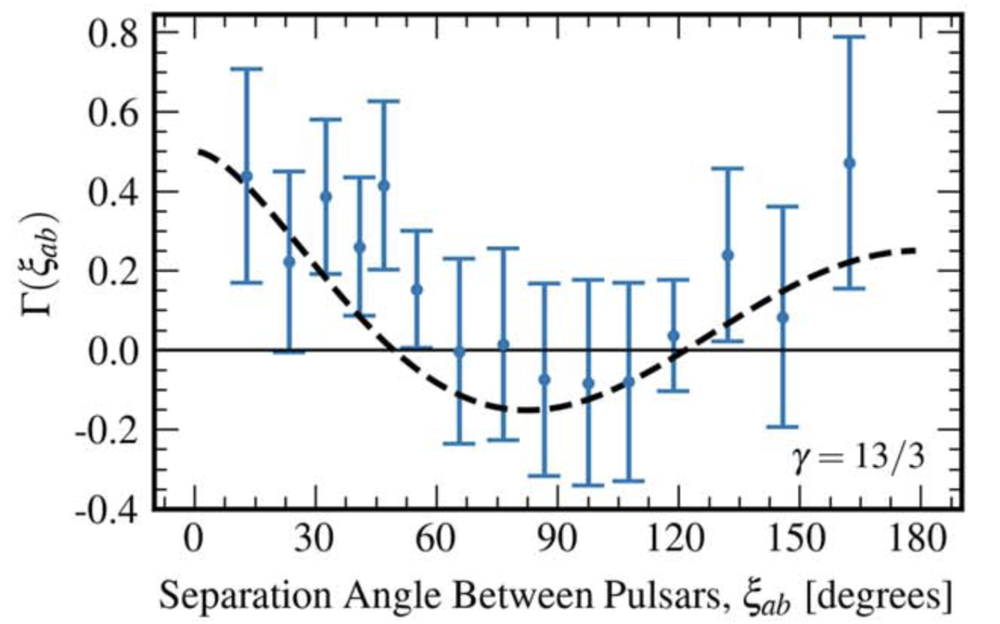 0.8
0.6
0.4
0.2
0.0
-0.2
-0.4
Γ(ξab)
γ = 13/3
0 30 60 90 120 150 180
Separation Angle Between Pulsars, ξab [degrees]